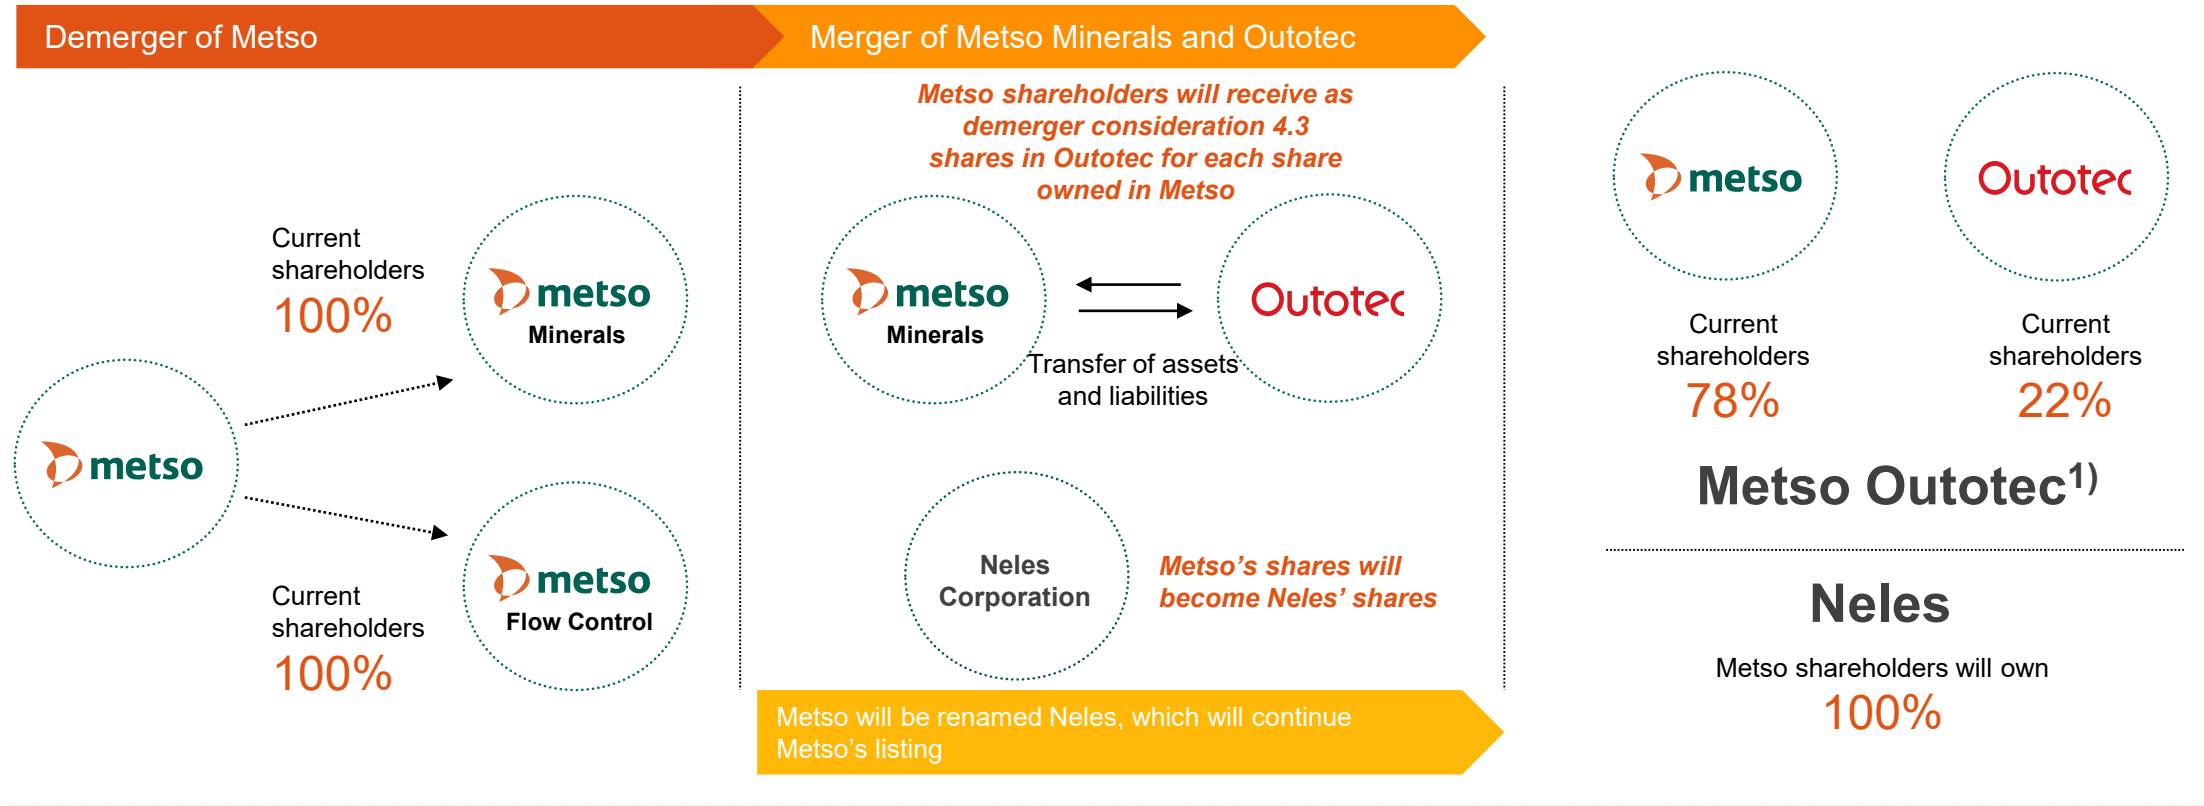 Demerger of Metso
Merger of Metso Minerals and Outotec
Current
shareholders
100%
metso
Minerals
metso
Current
shareholders
100%
metso
Flow Control
Metso shareholders will receive as
demerger consideration 4.3
shares in Outotec for each share
owned in Metso
metso
Minerals
Outotec
Transfer of assets
and liabilities
Neles
Corporation
Metso's shares will
become Neles' shares
Metso will be renamed Neles, which will continue
Metso's listing
metso
Outotec
Current
shareholders
78%
Current
shareholders
22%
Metso Outotec¹⁾
Neles
Metso shareholders will own
100%